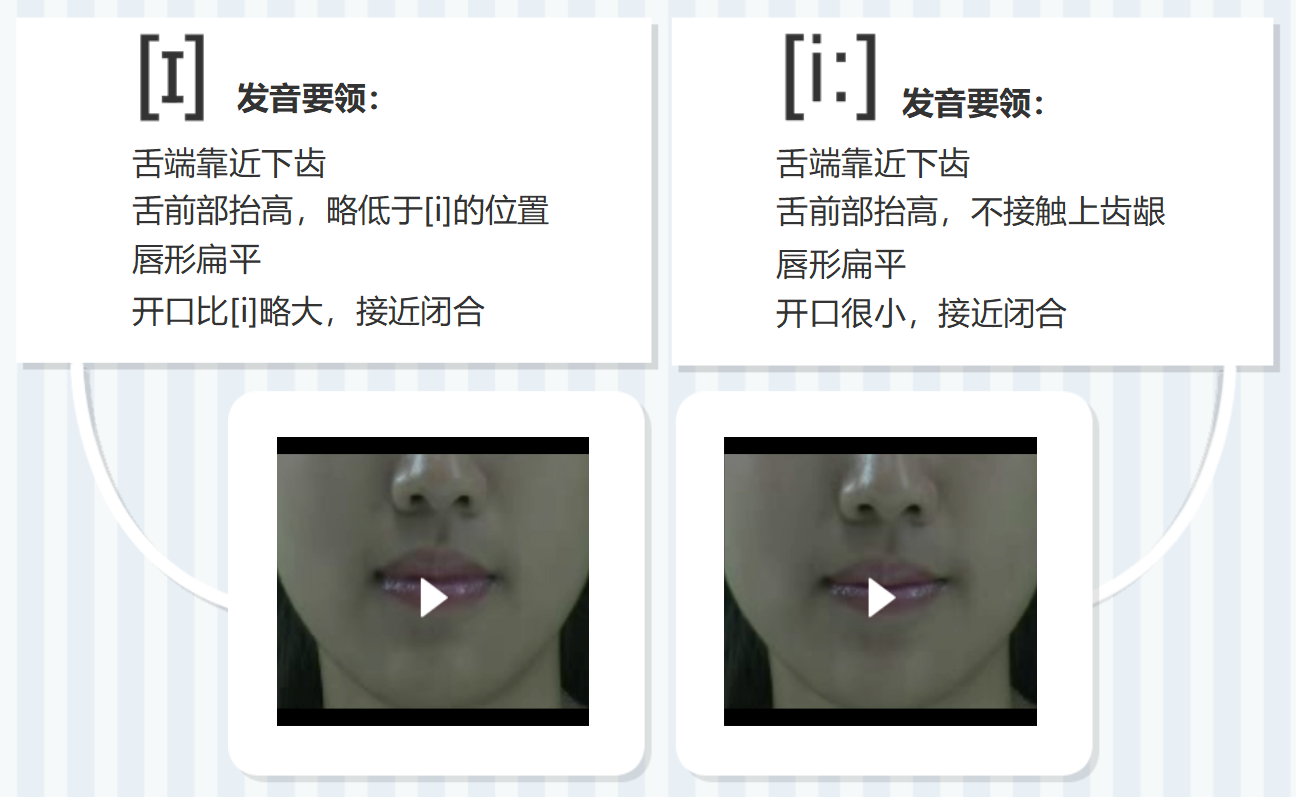 [ɪ] 发音要领：
舌端靠近下齿
舌前部抬高，略低于[i]的位置
唇形扁平
开口比[i]略大，接近闭合
[i:] 发音要领：
舌端靠近下齿
舌前部抬高，不接触上齿龈
唇形扁平
开口很小，接近闭合